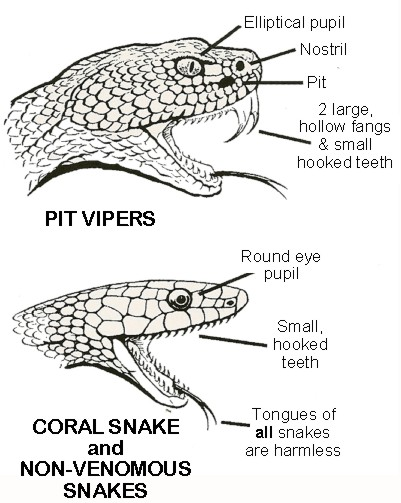 Elliptical pupil
Nostril
Pit
2 large,
hollow fangs
& small
hooked teeth
PIT VIPERS
Round eye
pupil
Small,
hooked
teeth
Tongues of
all snakes
are harmless
CORAL SNAKE
and
NON-VENOMOUS
SNAKES